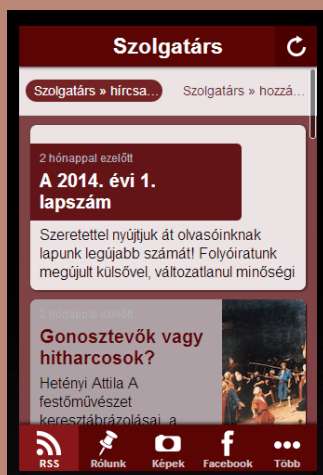 Szolgatárs
Szolgatárs » hírcsa... Szolgatárs » hozzá...
2 hónappal ezelőtt
A 2014. évi 1.
lapszám
Szeretettel nyújtjuk át olvasóinknak
lapunk legújabb számát! Folyóiratunk
megújult külsővel, változatlanul minőségi
2 hónappal ezelőtt
Gonosztevők vagy
hitharcosok?
Hetényi Attila A
festőművészet
keresztábrázolásai, a
RSS Rólunk Képek Facebook Több